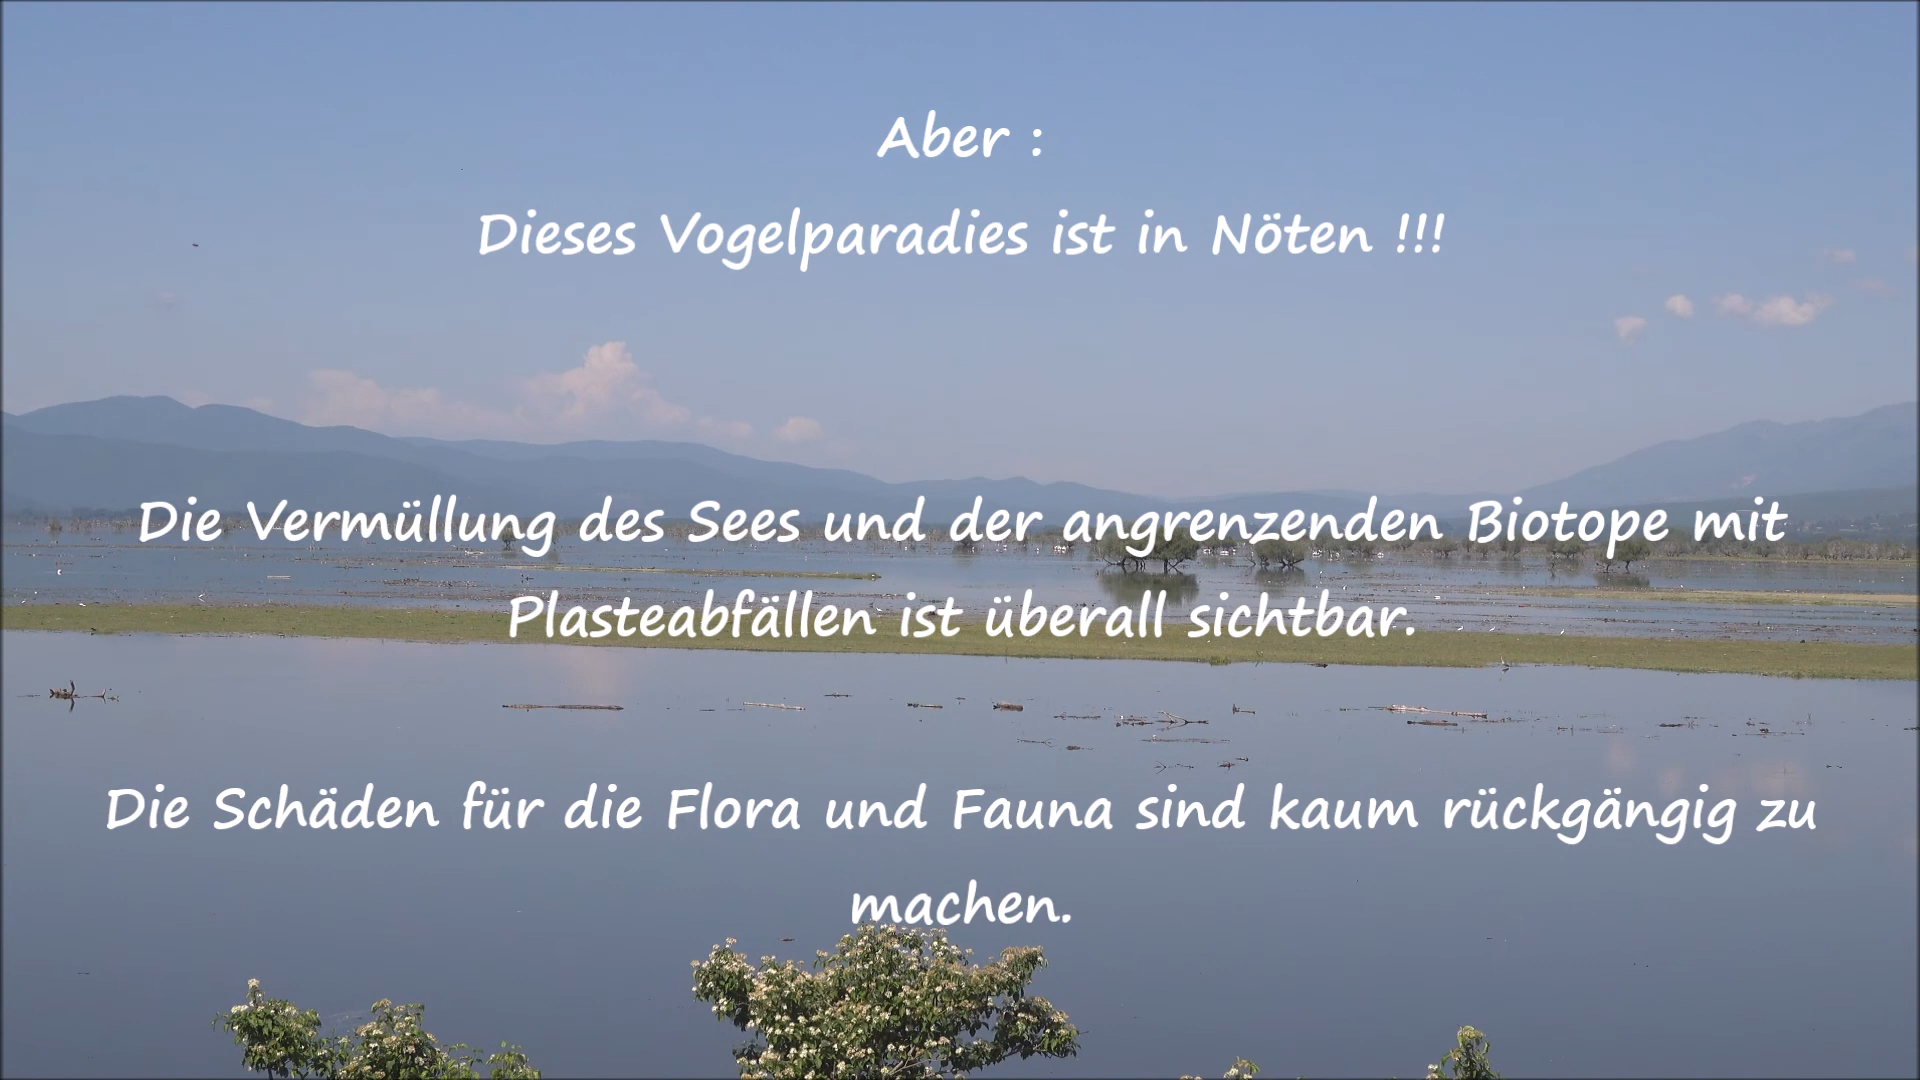 Aber :
Dieses Vogelparadies ist in Nöten !!!
Die Vermüllung des Sees und der angrenzenden Biotope mit
Plasteabfällen ist überall sichtbar.
Die Schäden für die Flora und Fauna sind kaum rückgängig zu
machen.